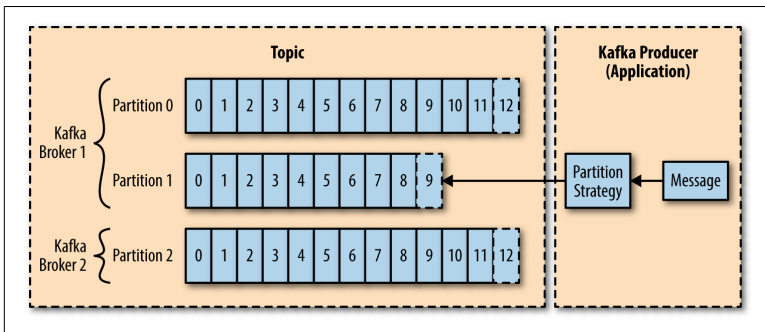 Topic
Kafka Producer
(Application)
Kafka
Broker 1
Partition 0
0 1 2 3 4 5 6 7 8 9 10 11 12
Partition 1
0 1 2 3 4 5 6 7 8 9
Partition
Strategy
Message
Kafka
Broker 2
Partition 2
0 1 2 3 4 5 6 7 8 9 10 11 12